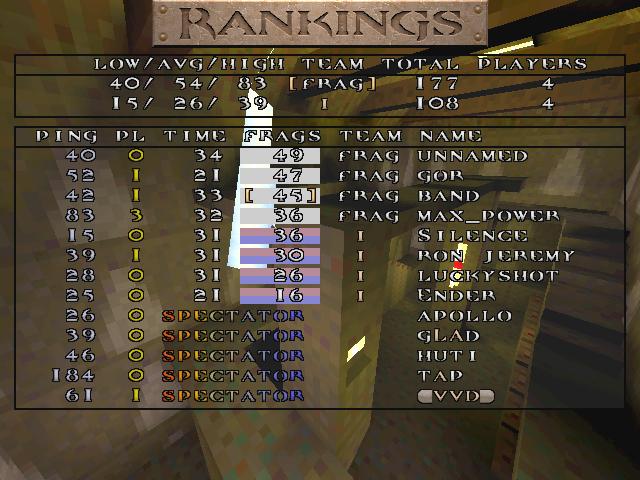 RANKINGS
LOW/AVG/HIGH TEAM TOTAL PLAYERS
40/ 54/ 83 [FRAG] 177 4
15/ 26/ 39 I 108 4
PING PL TIME FRAGS TEAM NAME
40 0 34 49 FRAG UNNAMED
52 1 21 47 FRAG GOR
42 1 33 [ 45] FRAG BAND
83 3 32 36 FRAG MAX_POWER
15 0 31 36 I SILENCE
39 1 31 30 I RON JEREMY
28 0 31 26 I LUCKYSHOT
25 0 21 16 I ENDER
26 0 SPECTATOR APOLLO
39 0 SPECTATOR GLAD
46 0 SPECTATOR HUTI
184 0 SPECTATOR TAP
61 1 SPECTATOR VVD